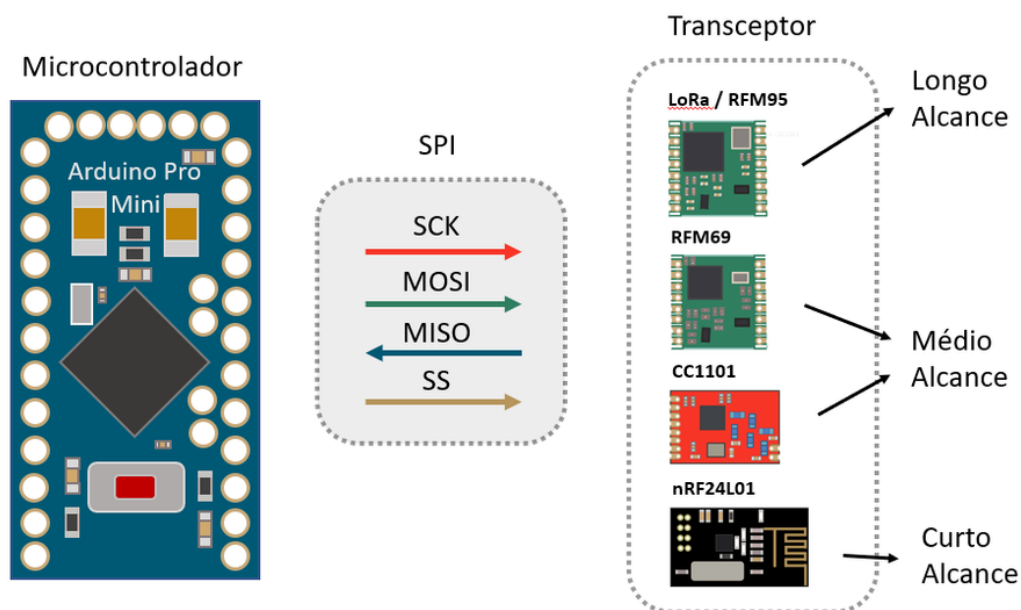 Microcontrolador
Arduino Pro
Mini
SPI
SCK
MOSI
MISO
SS
Transceptor
LoRa / RFM95
RFM69
CC1101
nRF24L01
Longo
Alcance
Médio
Alcance
Curto
Alcance